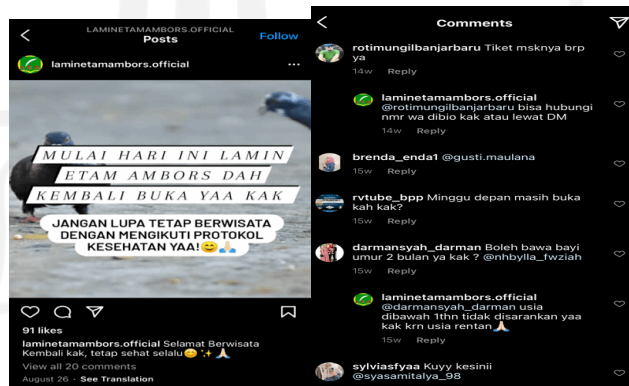 LAMINETAMAMBORS.OFFICIAL
Posts
Follow
laminetamambors.official
MULAI HARI INI LAMIN
ETAM AMBORS DAH
KEMBALI BUKA YAA KAK
JANGAN LUPA TETAP BERWISATA
DENGAN MENGIKUTI PROTOKOL
KESEHATAN YAA!😊🙏🏻
91 likes
laminetamambors.official Selamat Berwisata
Kembali kak, tetap sehat selalu😊✨🙏
View all 20 comments
August 26 · See Translation
Comments
rotimungilbanjarbaru Tiket msknya brp
ya
14w Reply
laminetamambors.official
@rotimungilbanjarbaru bisa hubungi
nmr wa dibio kak atau lewat DM
14w Reply
brenda_enda1 @gusti.maulana
15w Reply
rvtube_bpp Minggu depan masih buka
kah kak?
15w Reply
darmansyah_darman Boleh bawa bayi
umur 2 bulan ya kak ? @nhbylla_fwziah
15w Reply
laminetamambors.official
@darmansyah_darman usia
dibawah 1thn tidak disarankan yaa
kak krn usia rentan🙏
15w Reply
sylviasfyaa Kuyy kesinii
@syasamitalya_98